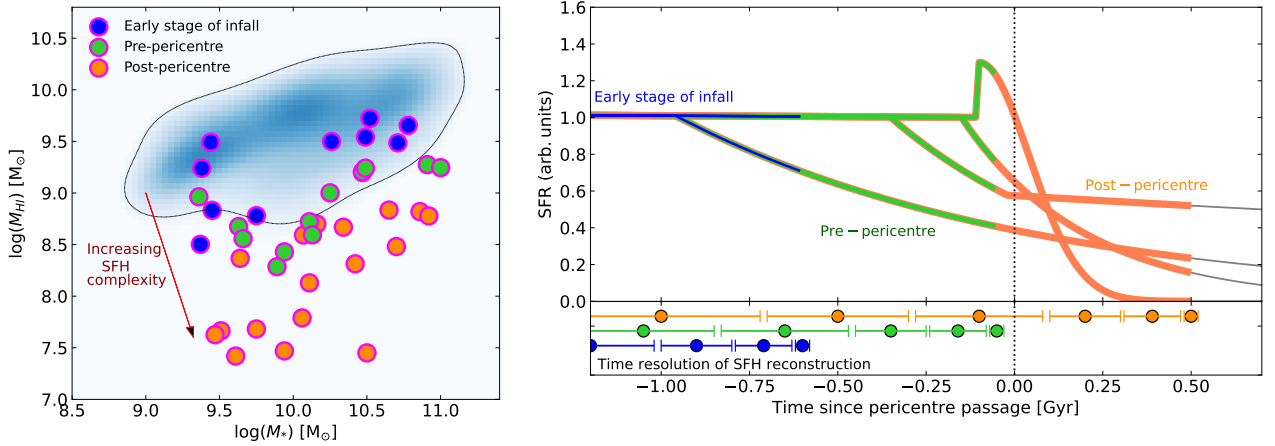 10.5
10.0
9.5
9.0
8.5
8.0
7.5
7.0
log(M_HI) [M⊙]
Early stage of infall
Pre-pericentre
Post-pericentre
Increasing
SFH
complexity
8.5 9.0 9.5 10.0 10.5 11.0
log(M_*) [M⊙]
1.6
1.4
1.2
1.0
0.8
0.6
0.4
0.2
0.0
SFR (arb. units)
Early stage of infall
Post − pericentre
Pre − pericentre
Time resolution of SFH reconstruction
−1.00 −0.75 −0.50 −0.25 0.00 0.25 0.50
Time since pericentre passage [Gyr]